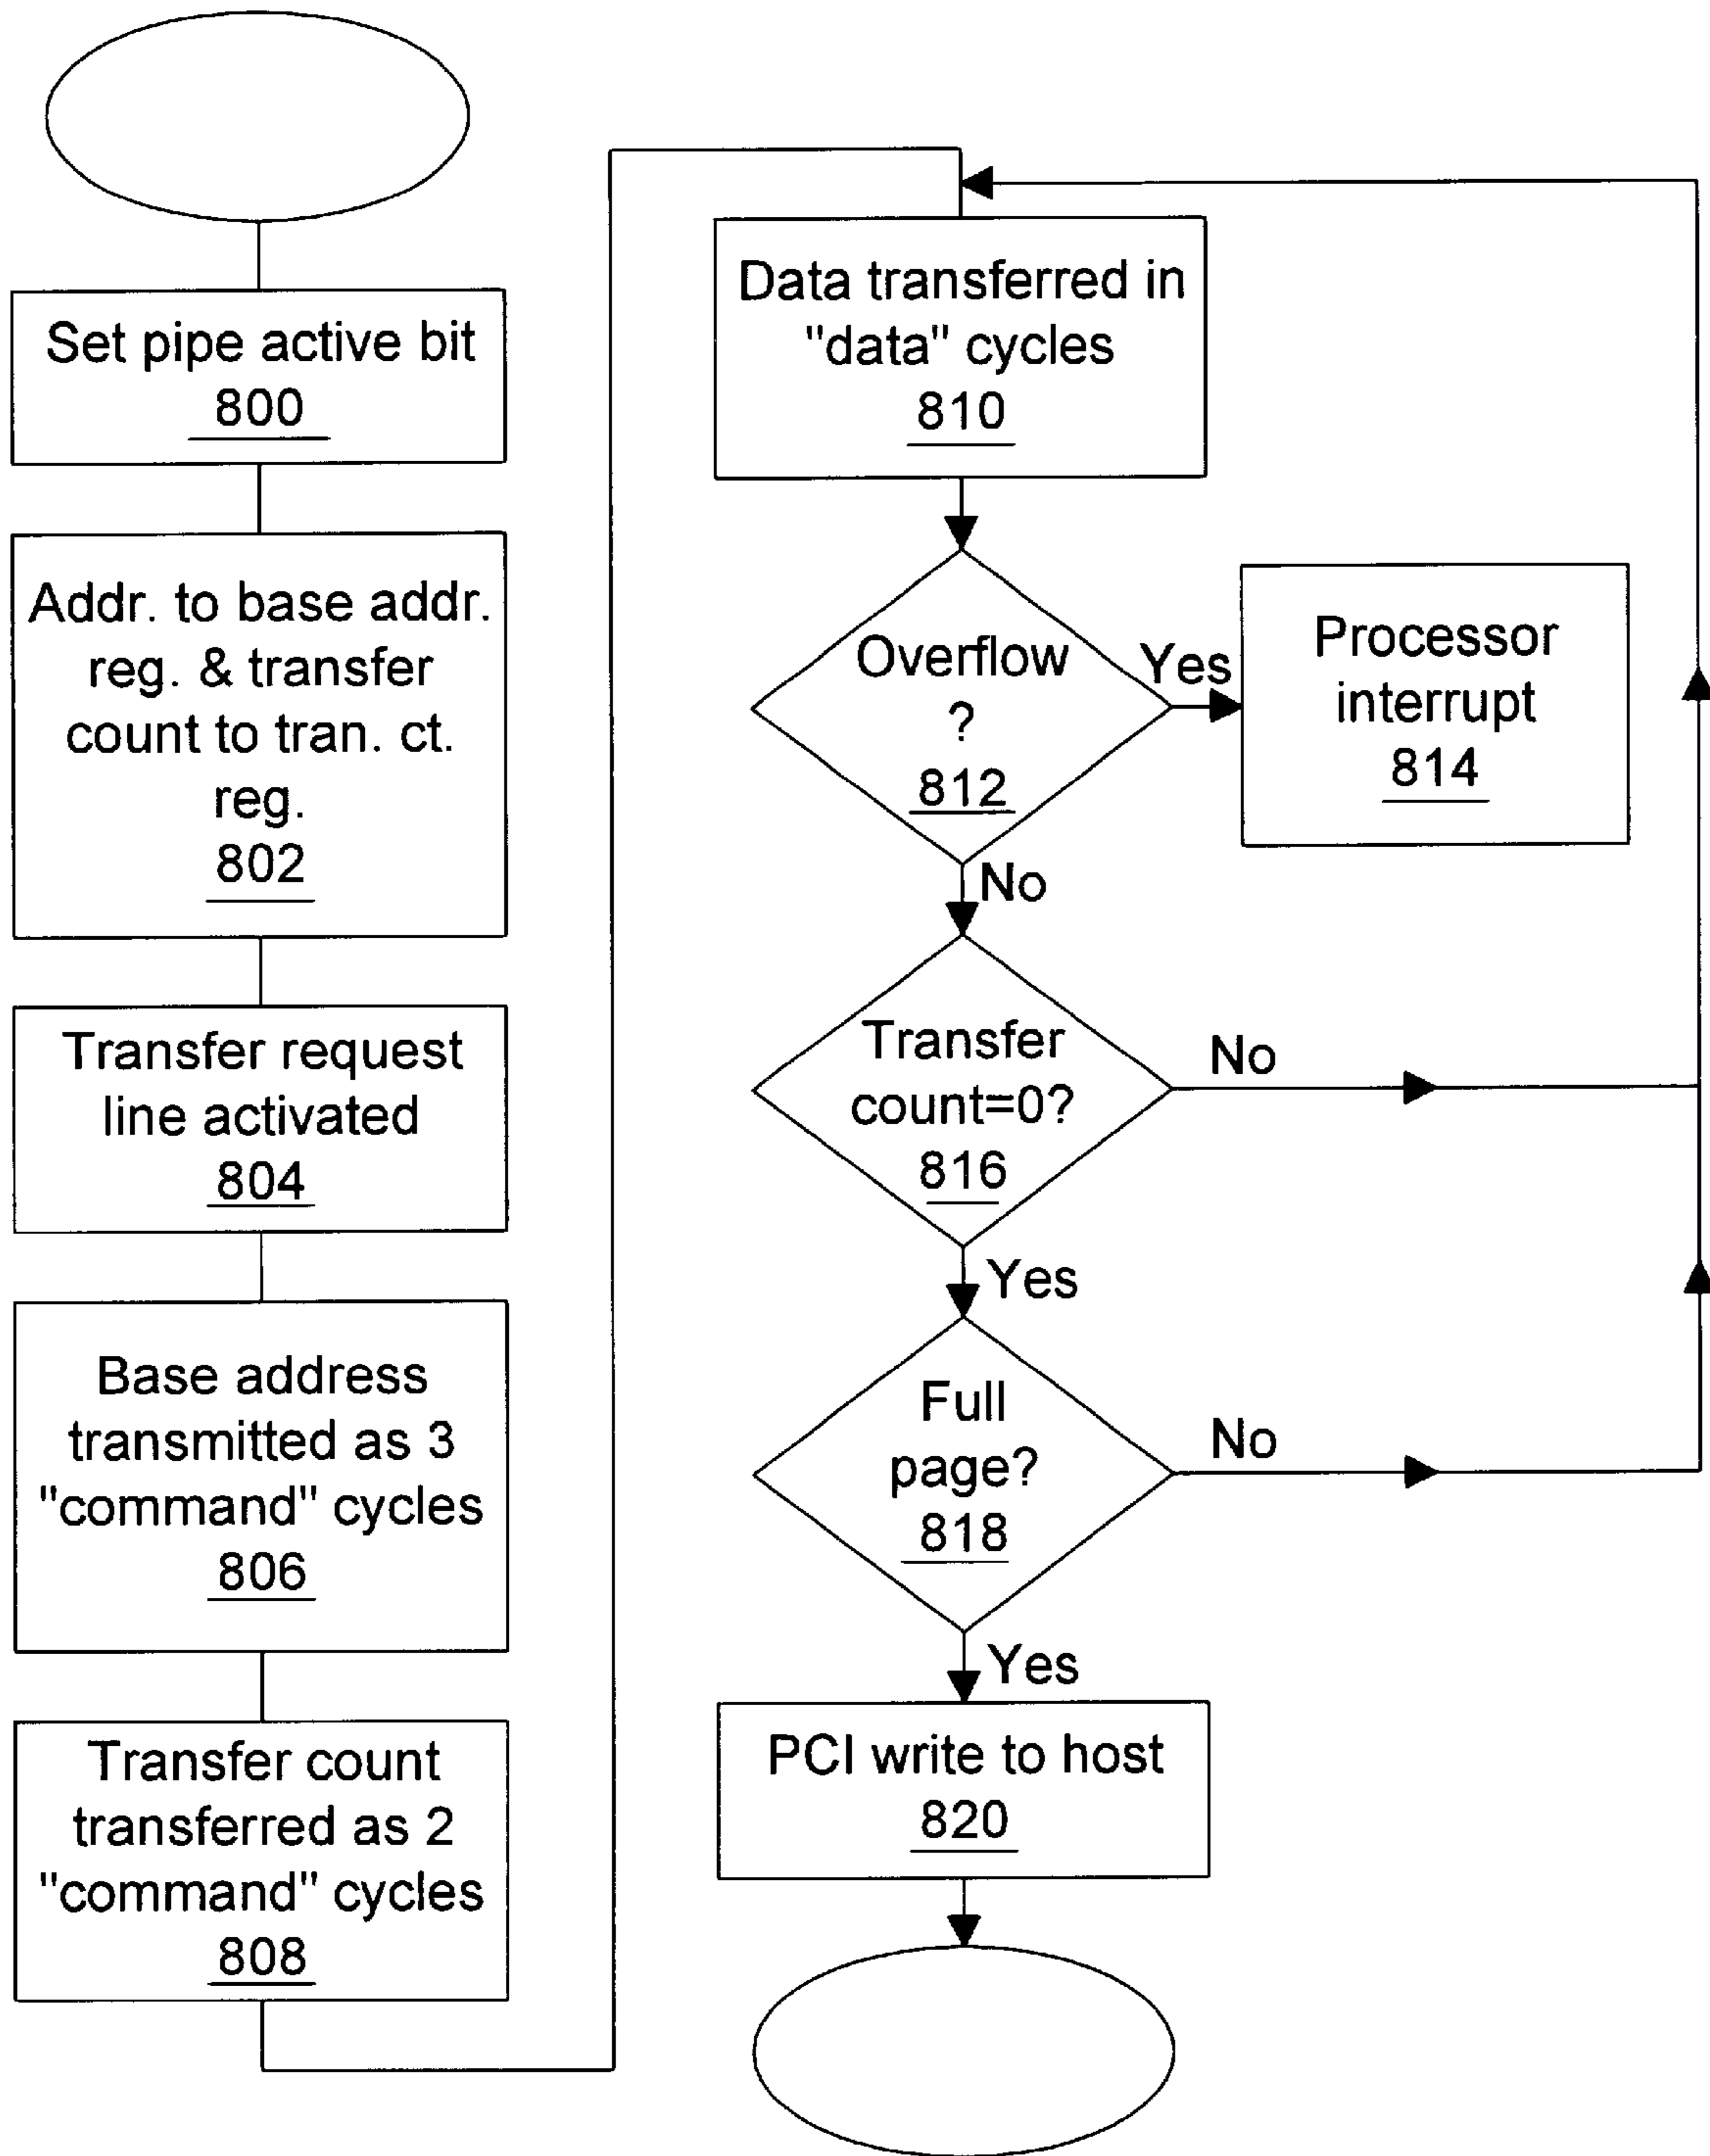 Set pipe active bit
800
Addr. to base addr.
reg. & transfer
count to tran. ct.
reg.
802
Transfer request
line activated
804
Base address
transmitted as 3
"command" cycles
806
Transfer count
transferred as 2
"command" cycles
808
Data transferred in
"data" cycles
810
Overflow
?
812
Yes
Processor
interrupt
814
No
Transfer
count=0?
816
No
Yes
Full
page?
818
No
Yes
PCI write to host
820